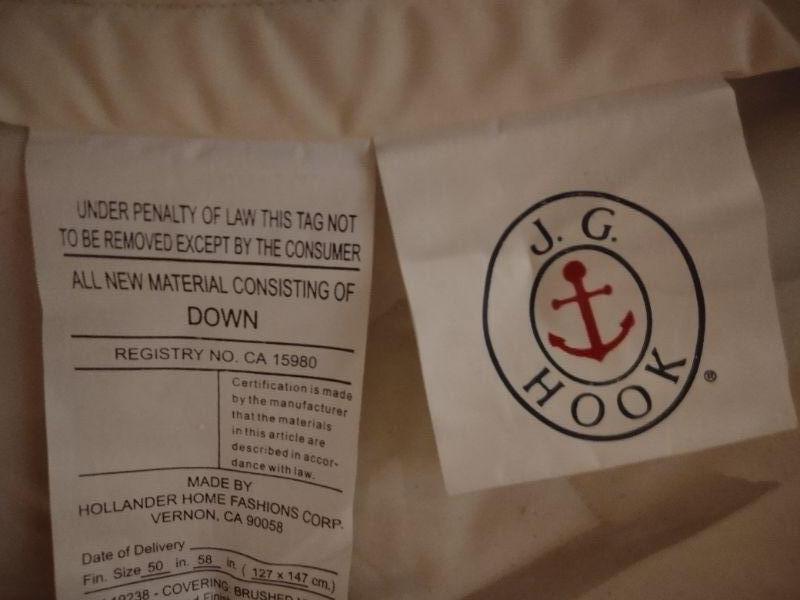 UNDER PENALTY OF LAW THIS TAG NOT
TO BE REMOVED EXCEPT BY THE CONSUMER
ALL NEW MATERIAL CONSISTING OF
DOWN
REGISTRY NO. CA 15980
Certification is made
by the manufacturer
that the materials
in this article are
described in accor-
dance with law.
MADE BY
HOLLANDER HOME FASHIONS CORP.
VERNON, CA 90058
Date of Delivery
Fin. Size 50 in. 58 in. ( 127 x 147 cm.)
- COVERING: BRUSHED
J. G.
HOOK
®